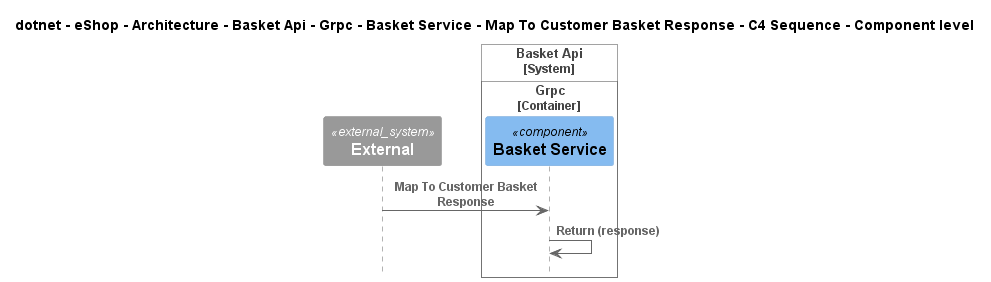 dotnet - eShop - Architecture - Basket Api - Grpc - Basket Service - Map To Customer Basket Response - C4 Sequence - Component level
Basket Api
[System]
Grpc
[Container]
«external_system»
External
«component»
Basket Service
Map To Customer Basket
Response
Return (response)